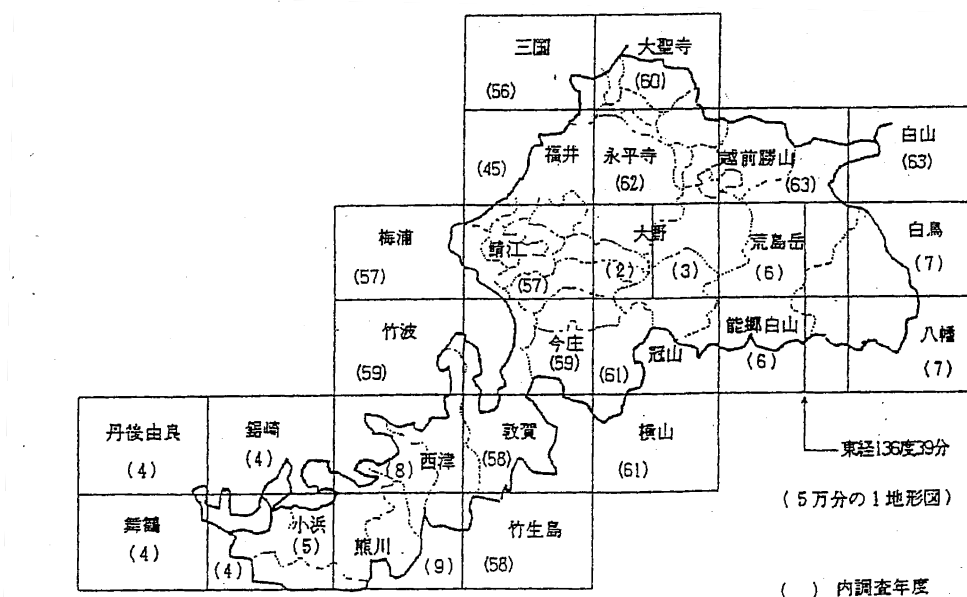 三国
大聖寺
(56)
(60)
(45)
福井
永平寺
(62)
越前勝山
(63)
白山
(63)
梅浦
(57)
鯖江
(57)
大野
(2)
(3)
荒島岳
(6)
白鳥
(7)
竹波
(59)
今庄
(59)
(61)
冠山
能郷白山
(6)
八幡
(7)
丹後由良
(4)
鋸崎
(4)
(8)
西津
敦賀
(58)
横山
(61)
東経136度39分
(5万分の1地形図)
舞鶴
(4)
(4)
小浜
(5)
熊川
(9)
竹生島
(58)
( ) 内調査年度